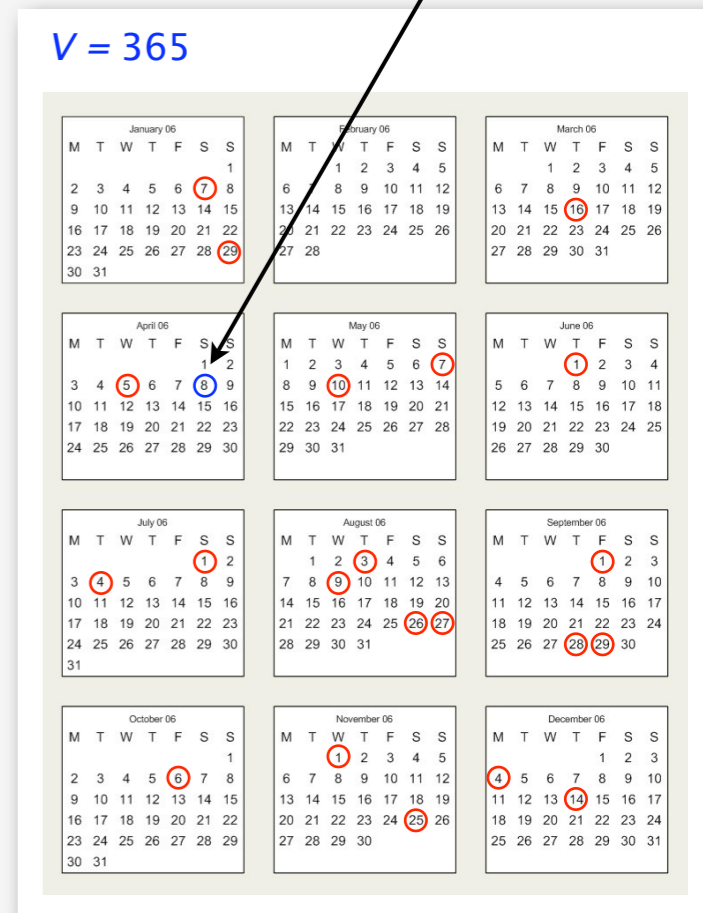 V = 365
January 06 February 06 March 06
M T W T F S S M T W T F S S M T W T F S S
1 1 2 3 4 5 1 2 3 4 5
2 3 4 5 6 7 8 6 7 8 9 10 11 12 6 7 8 9 10 11 12
9 10 11 12 13 14 15 13 14 15 16 17 18 19 13 14 15 16 17 18 19
16 17 18 19 20 21 22 20 21 22 23 24 25 26 20 21 22 23 24 25 26
23 24 25 26 27 28 29 27 28 27 28 29 30 31
30 31
April 06 May 06 June 06
M T W T F S S M T W T F S S M T W T F S S
1 2 1 2 3 4 5 6 7 1 2 3 4
3 4 5 6 7 8 9 8 9 10 11 12 13 14 5 6 7 8 9 10 11
10 11 12 13 14 15 16 15 16 17 18 19 20 21 12 13 14 15 16 17 18
17 18 19 20 21 22 23 22 23 24 25 26 27 28 19 20 21 22 23 24 25
24 25 26 27 28 29 30 29 30 31 26 27 28 29 30
July 06 August 06 September 06
M T W T F S S M T W T F S S M T W T F S S
1 2 1 2 3 4 5 6 1 2 3
3 4 5 6 7 8 9 7 8 9 10 11 12 13 4 5 6 7 8 9 10
10 11 12 13 14 15 16 14 15 16 17 18 19 20 11 12 13 14 15 16 17
17 18 19 20 21 22 23 21 22 23 24 25 26 27 18 19 20 21 22 23 24
24 25 26 27 28 29 30 28 29 30 31 25 26 27 28 29 30
31
October 06 November 06 December 06
M T W T F S S M T W T F S S M T W T F S S
1 1 2 3 4 5 1 2 3
2 3 4 5 6 7 8 6 7 8 9 10 11 12 4 5 6 7 8 9 10
9 10 11 12 13 14 15 13 14 15 16 17 18 19 11 12 13 14 15 16 17
16 17 18 19 20 21 22 20 21 22 23 24 25 26 18 19 20 21 22 23 24
23 24 25 26 27 28 29 27 28 29 30 25 26 27 28 29 30 31
30 31